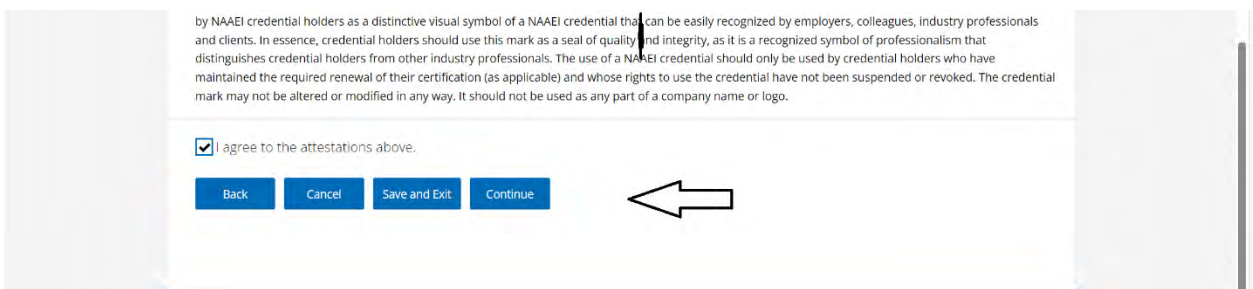 by NAAEI credential holders as a distinctive visual symbol of a NAAEI credential that can be easily recognized by employers, colleagues, industry professionals
and clients. In essence, credential holders should use this mark as a seal of quality and integrity, as it is a recognized symbol of professionalism that
distinguishes credential holders from other industry professionals. The use of a NAAEI credential should only be used by credential holders who have
maintained the required renewal of their certification (as applicable) and whose rights to use the credential have not been suspended or revoked. The credential
mark may not be altered or modified in any way. It should not be used as any part of a company name or logo.
I agree to the attestations above.
Back Cancel Save and Exit Continue